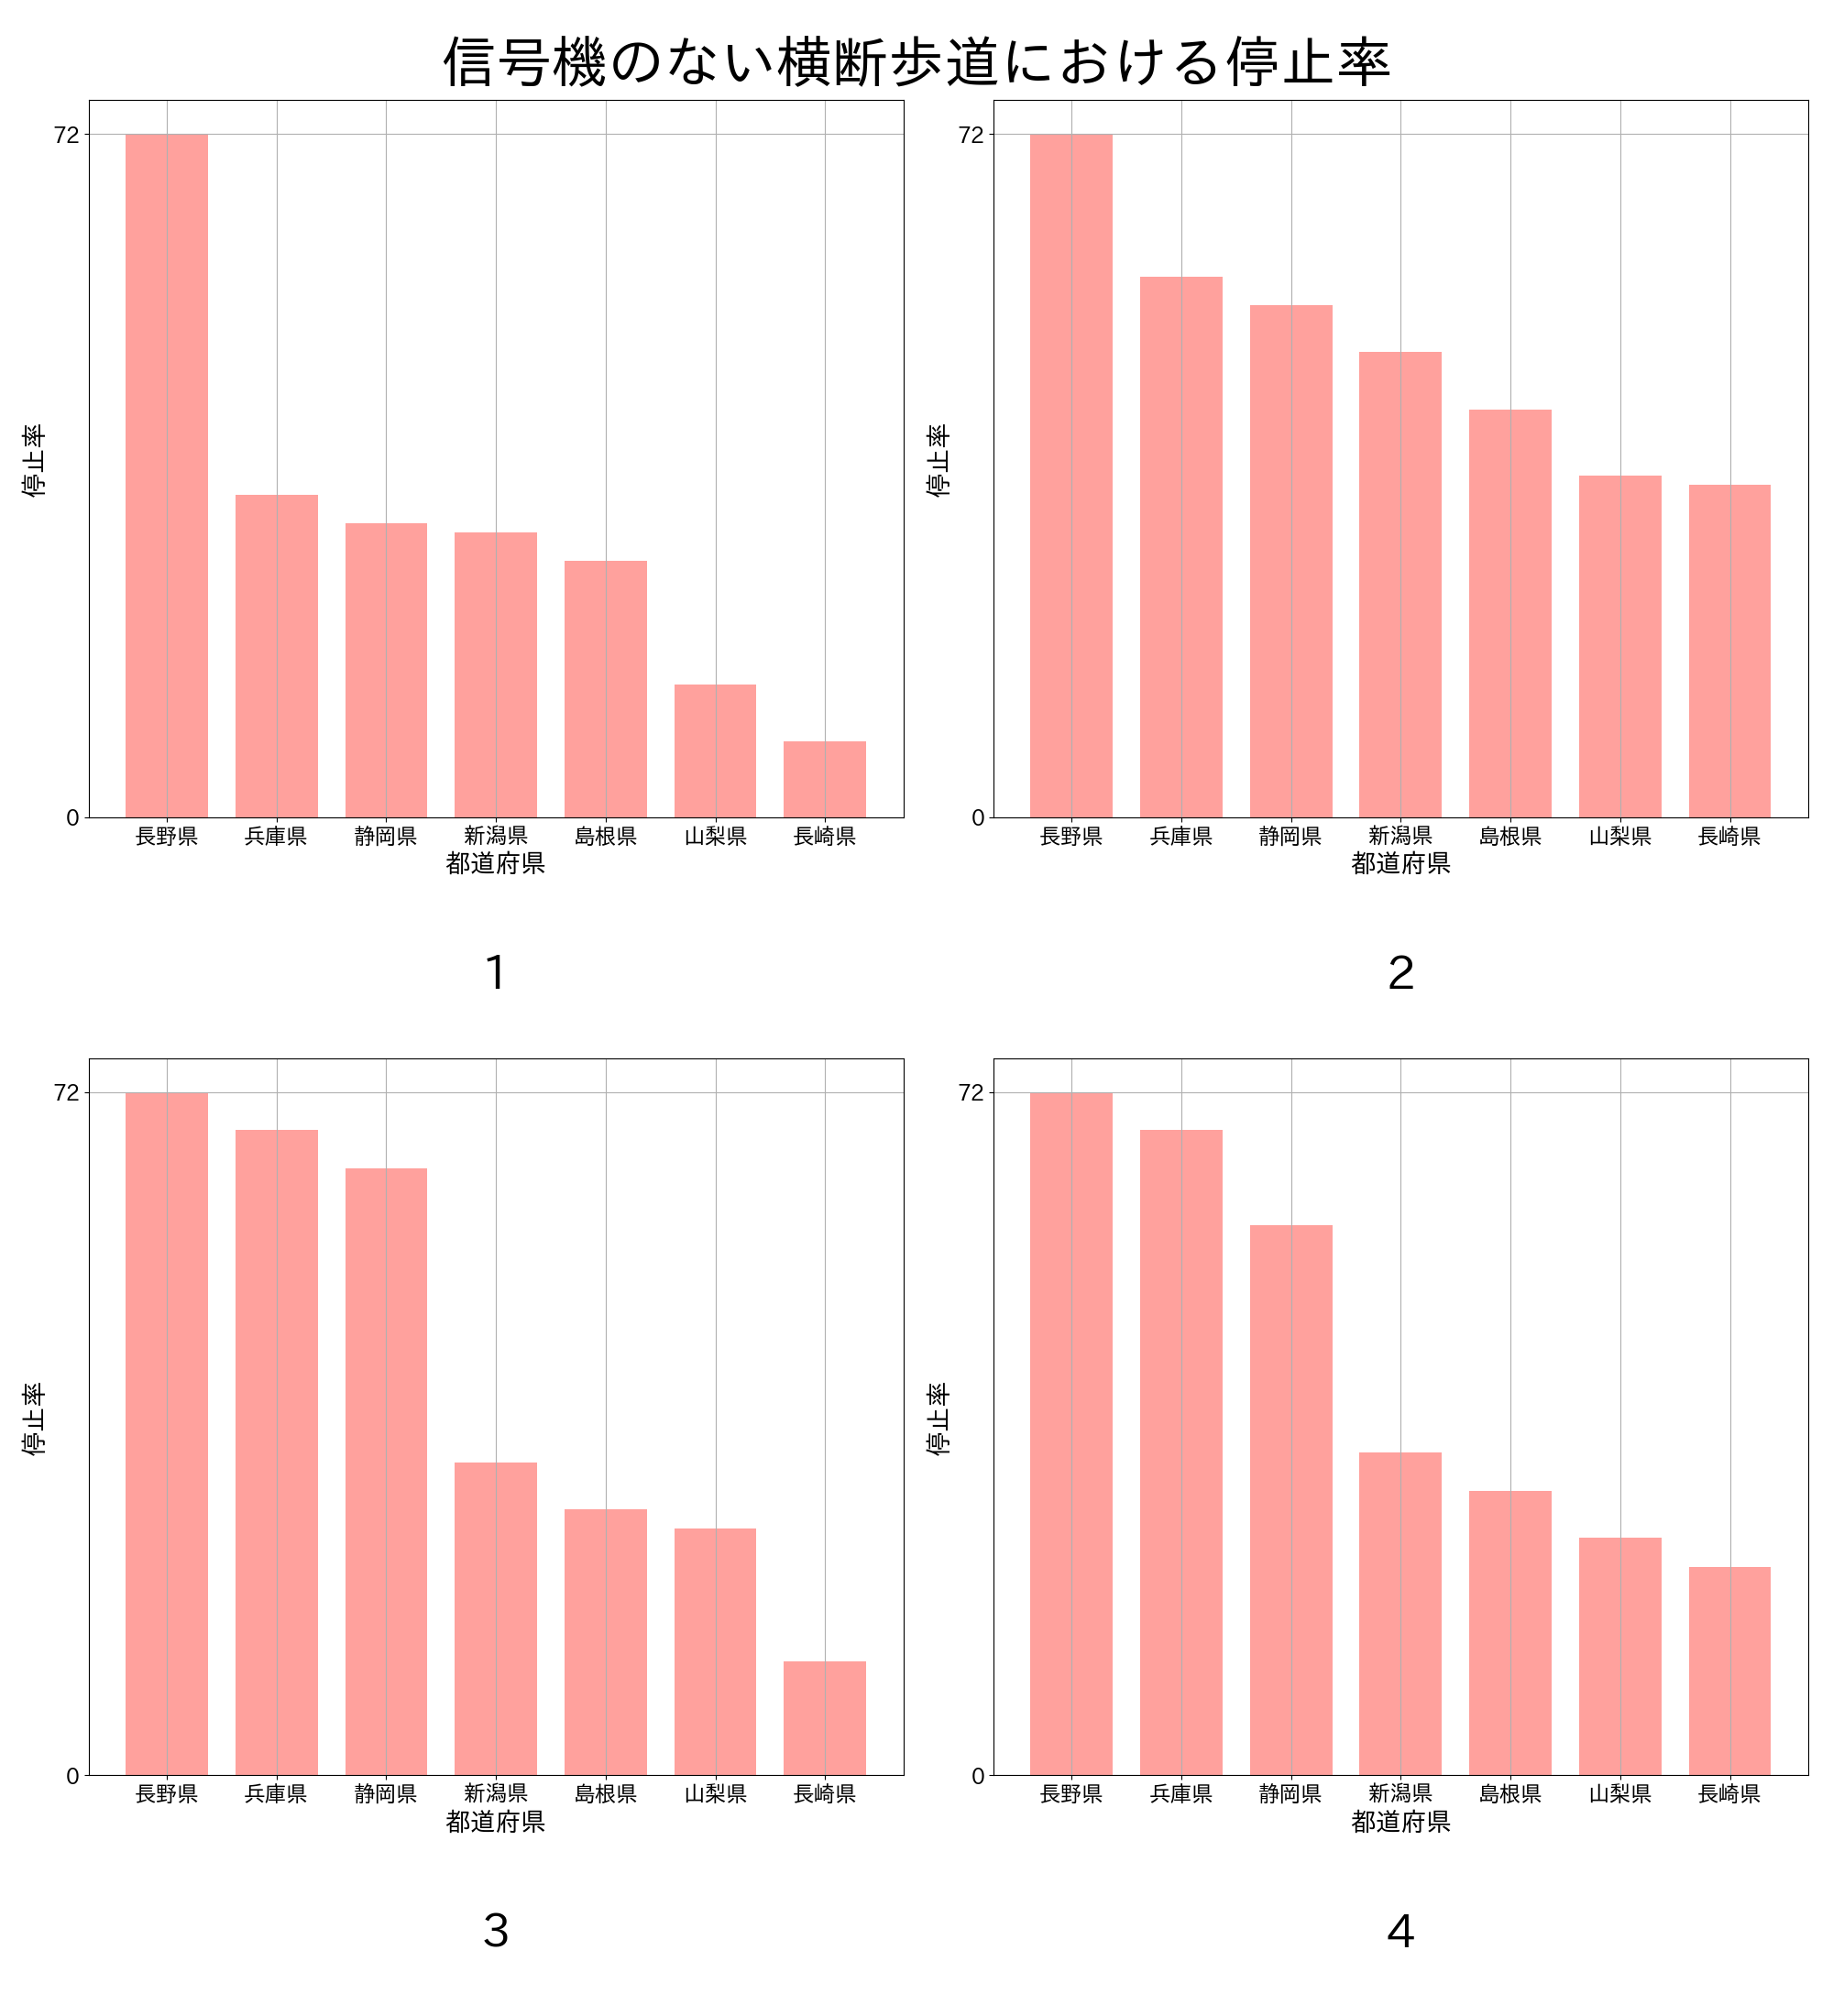 信号機のない横断歩道における停止率
72
停止率
0
長野県 兵庫県 静岡県 新潟県 島根県 山梨県 長崎県
都道府県
1
72
停止率
0
長野県 兵庫県 静岡県 新潟県 島根県 山梨県 長崎県
都道府県
2
72
停止率
0
長野県 兵庫県 静岡県 新潟県 島根県 山梨県 長崎県
都道府県
3
72
停止率
0
長野県 兵庫県 静岡県 新潟県 島根県 山梨県 長崎県
都道府県
4